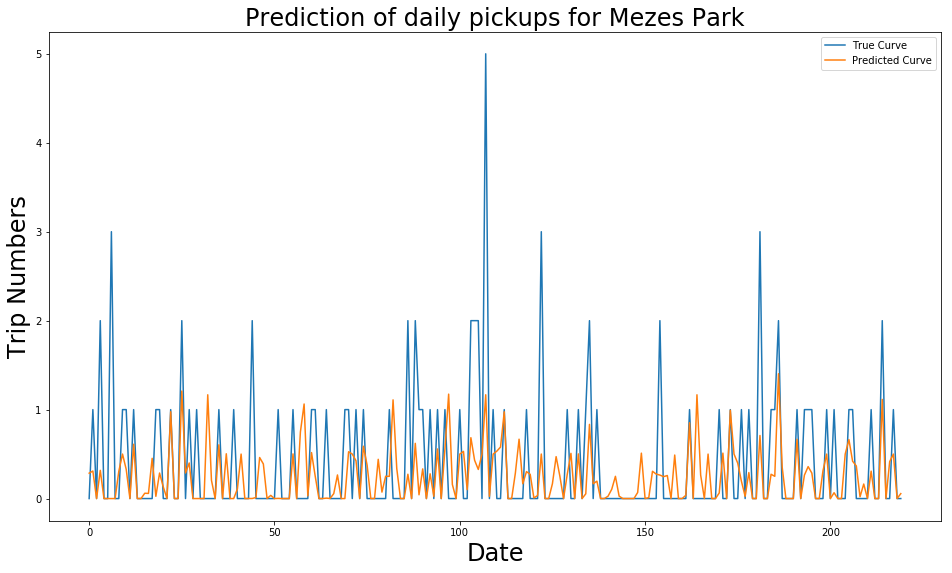 Prediction of daily pickups for Mezes Park
True Curve
Predicted Curve
Trip Numbers
5
4
3
2
1
0
0
50
100
150
200
Date